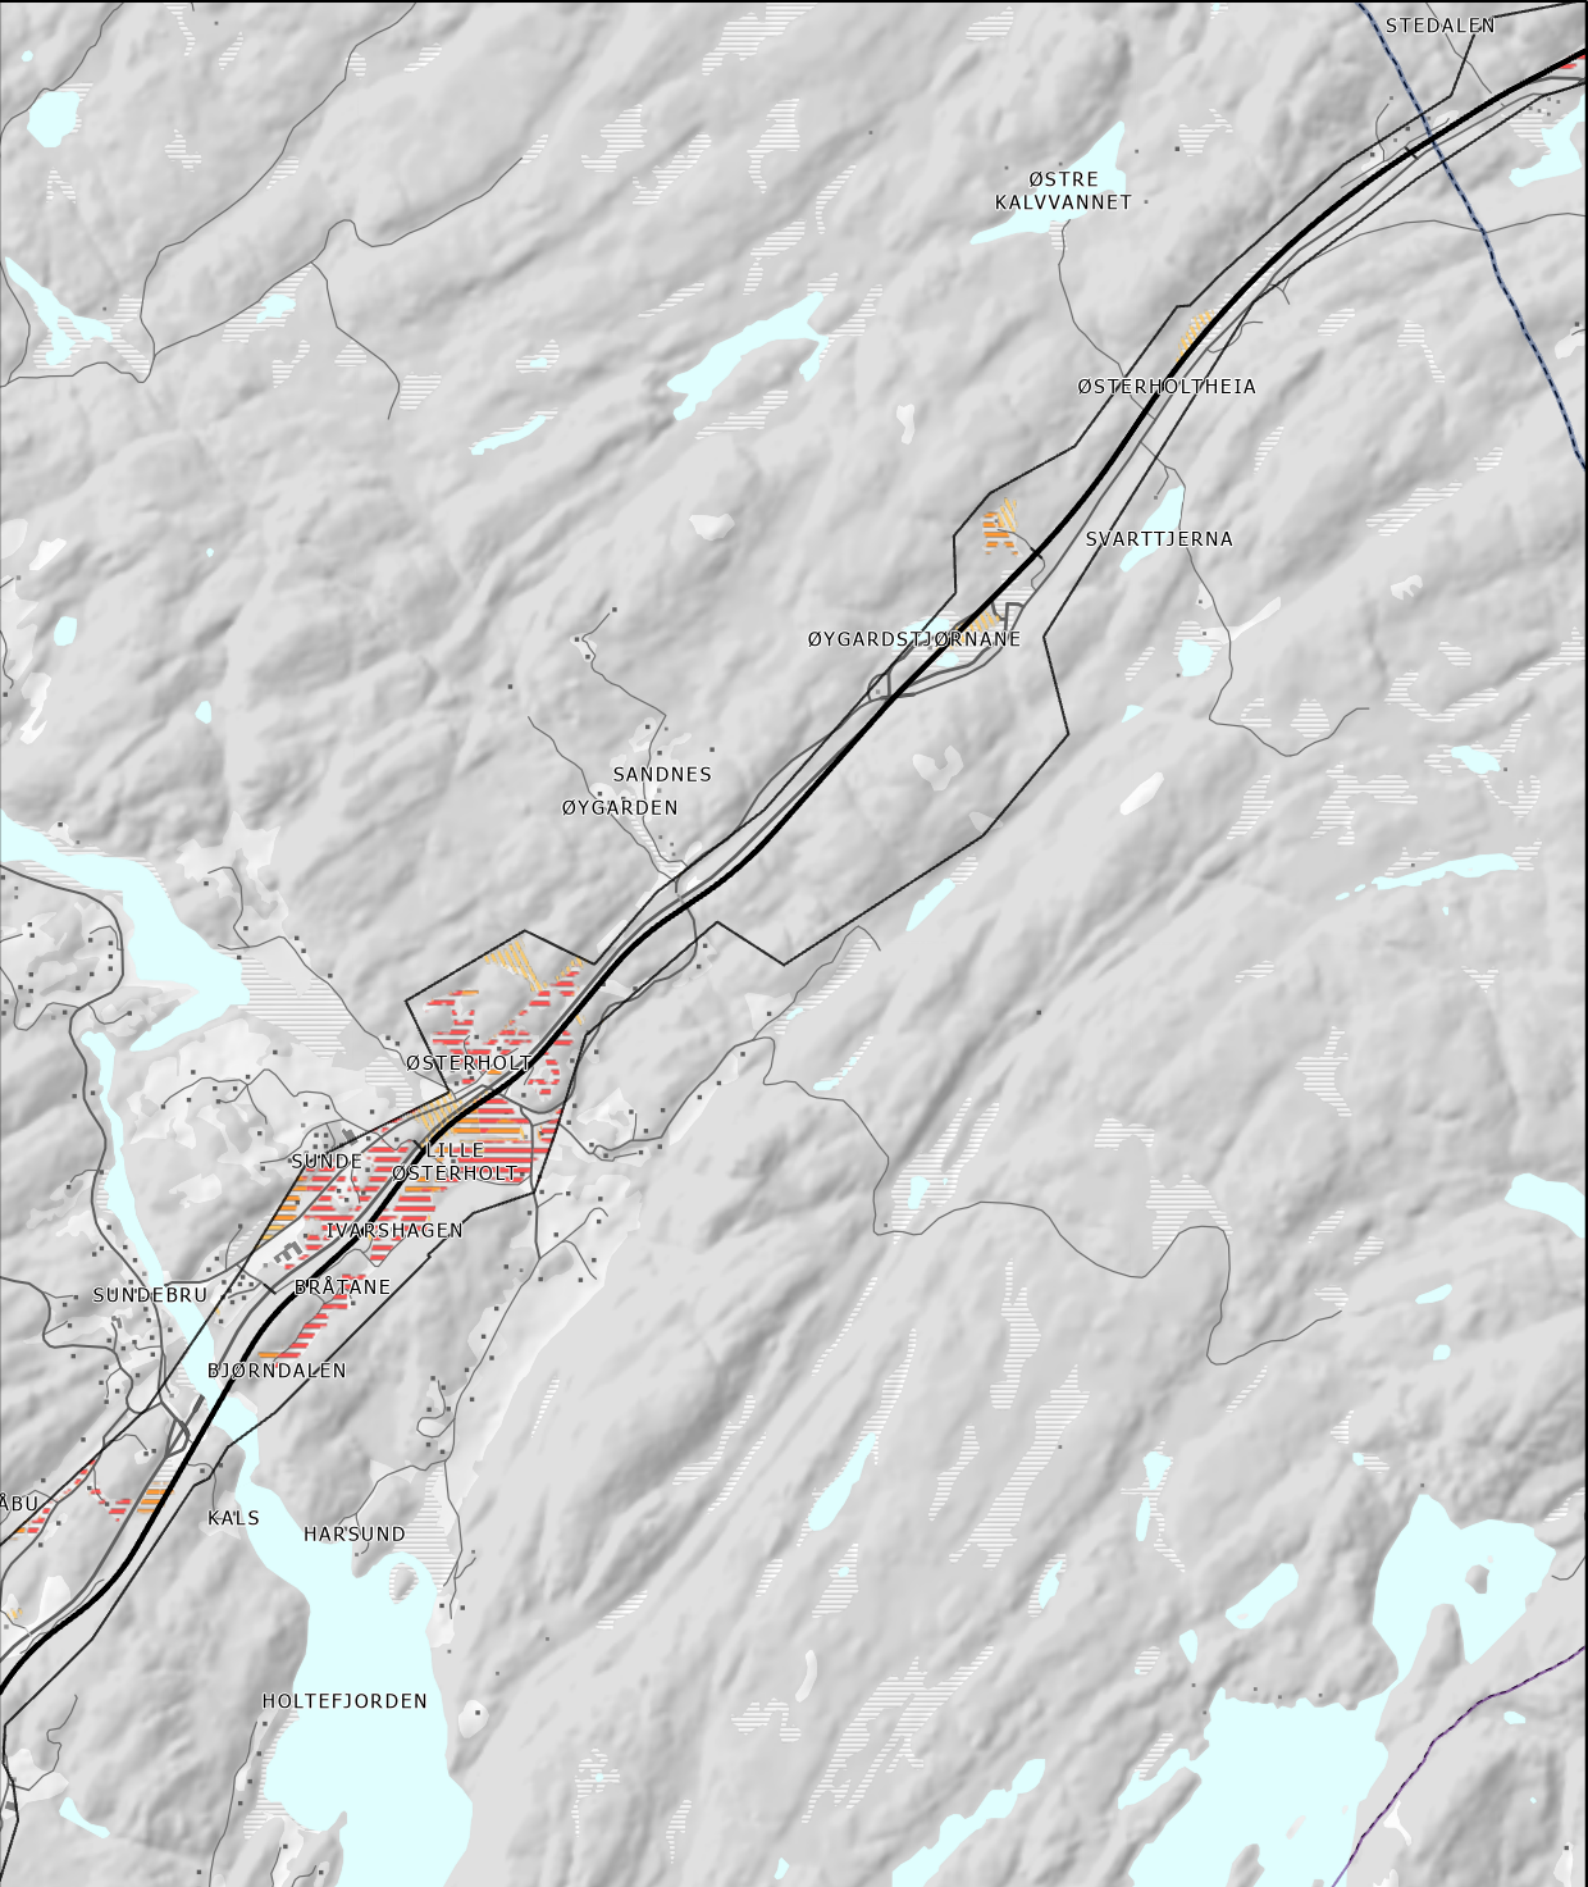 STEDALEN
ØSTRE
KALVVANNET
ØSTERHOLTHEIA
SVARTTJERNA
ØYGARDSTJØRNANE
SANDNES
ØYGARDEN
ØSTERHOLT
LILLE
ØSTERHOLT
SUNDE
IVARSHAGEN
BRÅTANE
SUNDEBRU
BJØRNDALEN
ÅBU
KALS
HARSUND
HOLTEFJORDEN